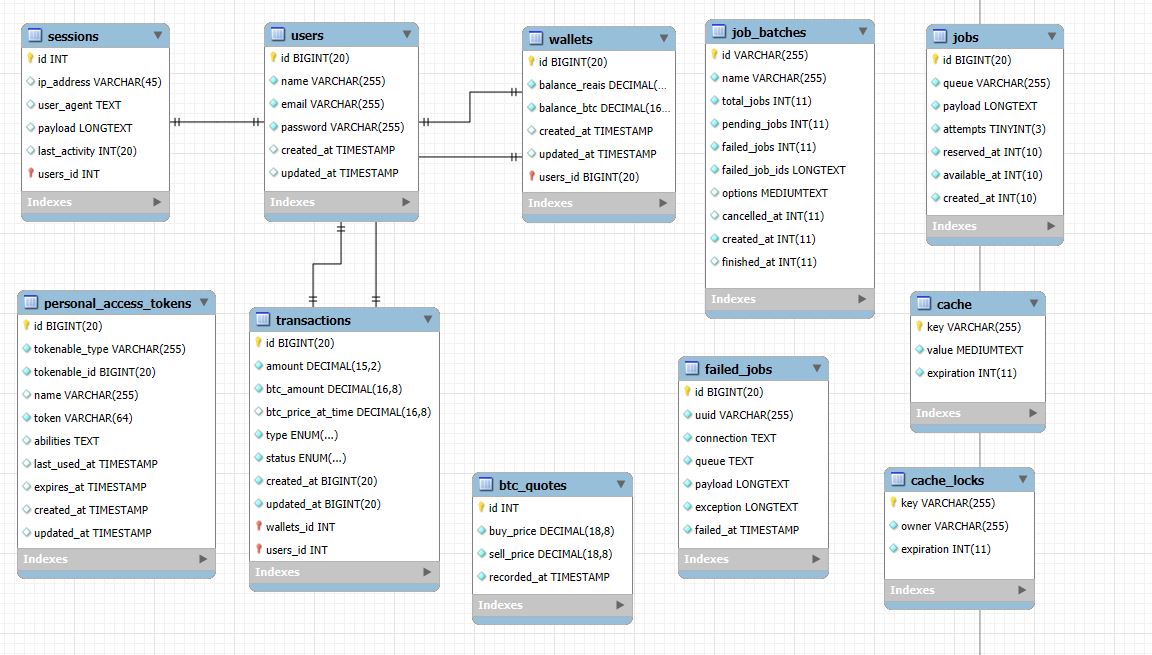 sessions
id INT
ip_address VARCHAR(45)
user_agent TEXT
payload LONGTEXT
last_activity INT(20)
users_id INT
Indexes
users
id BIGINT(20)
name VARCHAR(255)
email VARCHAR(255)
password VARCHAR(255)
created_at TIMESTAMP
updated_at TIMESTAMP
Indexes
wallets
id BIGINT(20)
balance_reais DECIMAL(...
balance_btc DECIMAL(16...
created_at TIMESTAMP
updated_at TIMESTAMP
users_id BIGINT(20)
Indexes
job_batches
id VARCHAR(255)
name VARCHAR(255)
total_jobs INT(11)
pending_jobs INT(11)
failed_jobs INT(11)
failed_job_ids LONGTEXT
options MEDIUMTEXT
cancelled_at INT(11)
created_at INT(11)
finished_at INT(11)
Indexes
jobs
id BIGINT(20)
queue VARCHAR(255)
payload LONGTEXT
attempts TINYINT(3)
reserved_at INT(10)
available_at INT(10)
created_at INT(10)
Indexes
personal_access_tokens
id BIGINT(20)
tokenable_type VARCHAR(255)
tokenable_id BIGINT(20)
name VARCHAR(255)
token VARCHAR(64)
abilities TEXT
last_used_at TIMESTAMP
expires_at TIMESTAMP
created_at TIMESTAMP
updated_at TIMESTAMP
Indexes
transactions
id BIGINT(20)
amount DECIMAL(15,2)
btc_amount DECIMAL(16,8)
btc_price_at_time DECIMAL(16,8)
type ENUM(...)
status ENUM(...)
created_at BIGINT(20)
updated_at BIGINT(20)
wallets_id INT
users_id INT
Indexes
btc_quotes
id INT
buy_price DECIMAL(18,8)
sell_price DECIMAL(18,8)
recorded_at TIMESTAMP
Indexes
failed_jobs
id BIGINT(20)
uuid VARCHAR(255)
connection TEXT
queue TEXT
payload LONGTEXT
exception LONGTEXT
failed_at TIMESTAMP
Indexes
cache
key VARCHAR(255)
value MEDIUMTEXT
expiration INT(11)
Indexes
cache_locks
key VARCHAR(255)
owner VARCHAR(255)
expiration INT(11)
Indexes